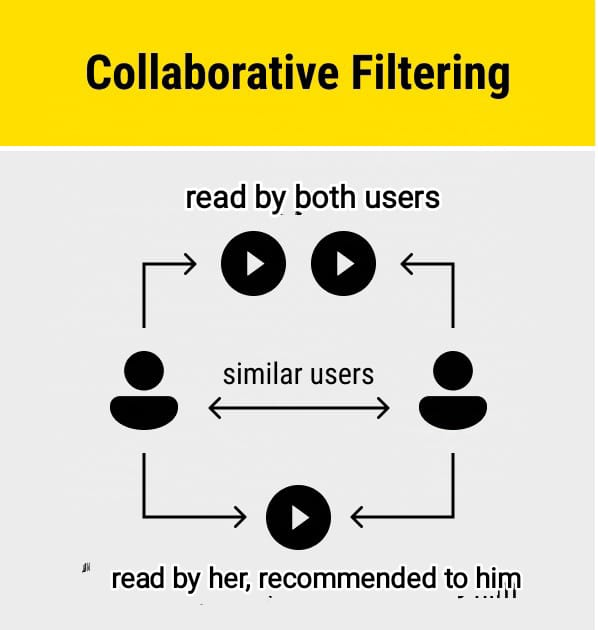 Collaborative Filtering
read by both users
similar users
read by her, recommended to him